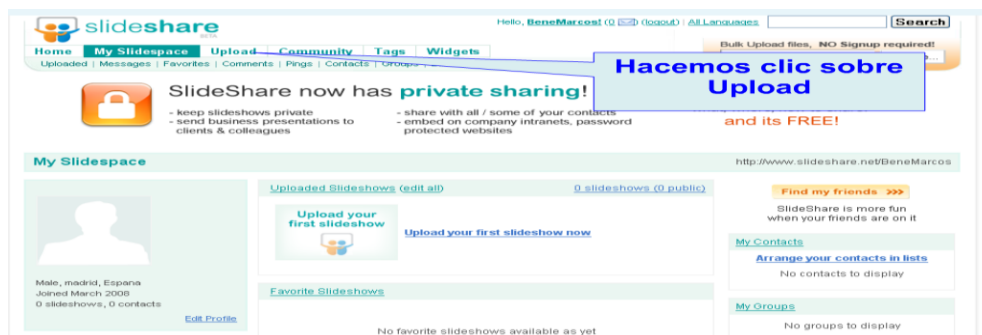 slideshare
BETA
Hello, BeneMarcos! (0 ) (logout) | All Languages
Search
Home My Slidespace Upload Community Tags Widgets
Uploaded | Messages | Favorites | Comments | Pings | Contacts | Groups |
Bulk Upload files, NO Signup required!
Hacemos clic sobre
Upload
SlideShare now has private sharing!
- keep slideshows private
- send business presentations to
clients & colleagues
- share with all / some of your contacts
- embed on company intranets, password
protected websites
and its FREE!
My Slidespace
http://www.slideshare.net/BeneMarcos
Uploaded Slideshows (edit all)
0 slideshows (0 public)
Upload your
first slideshow
Upload your first slideshow now
Find my friends >>>
SlideShare is more fun
when your friends are on it
My Contacts
Arrange your contacts in lists
No contacts to display
Male, madrid, Espana
Joined March 2008
0 slideshows, 0 contacts
Edit Profile
Favorite Slideshows
No favorite slideshows available as yet
My Groups
No groups to display